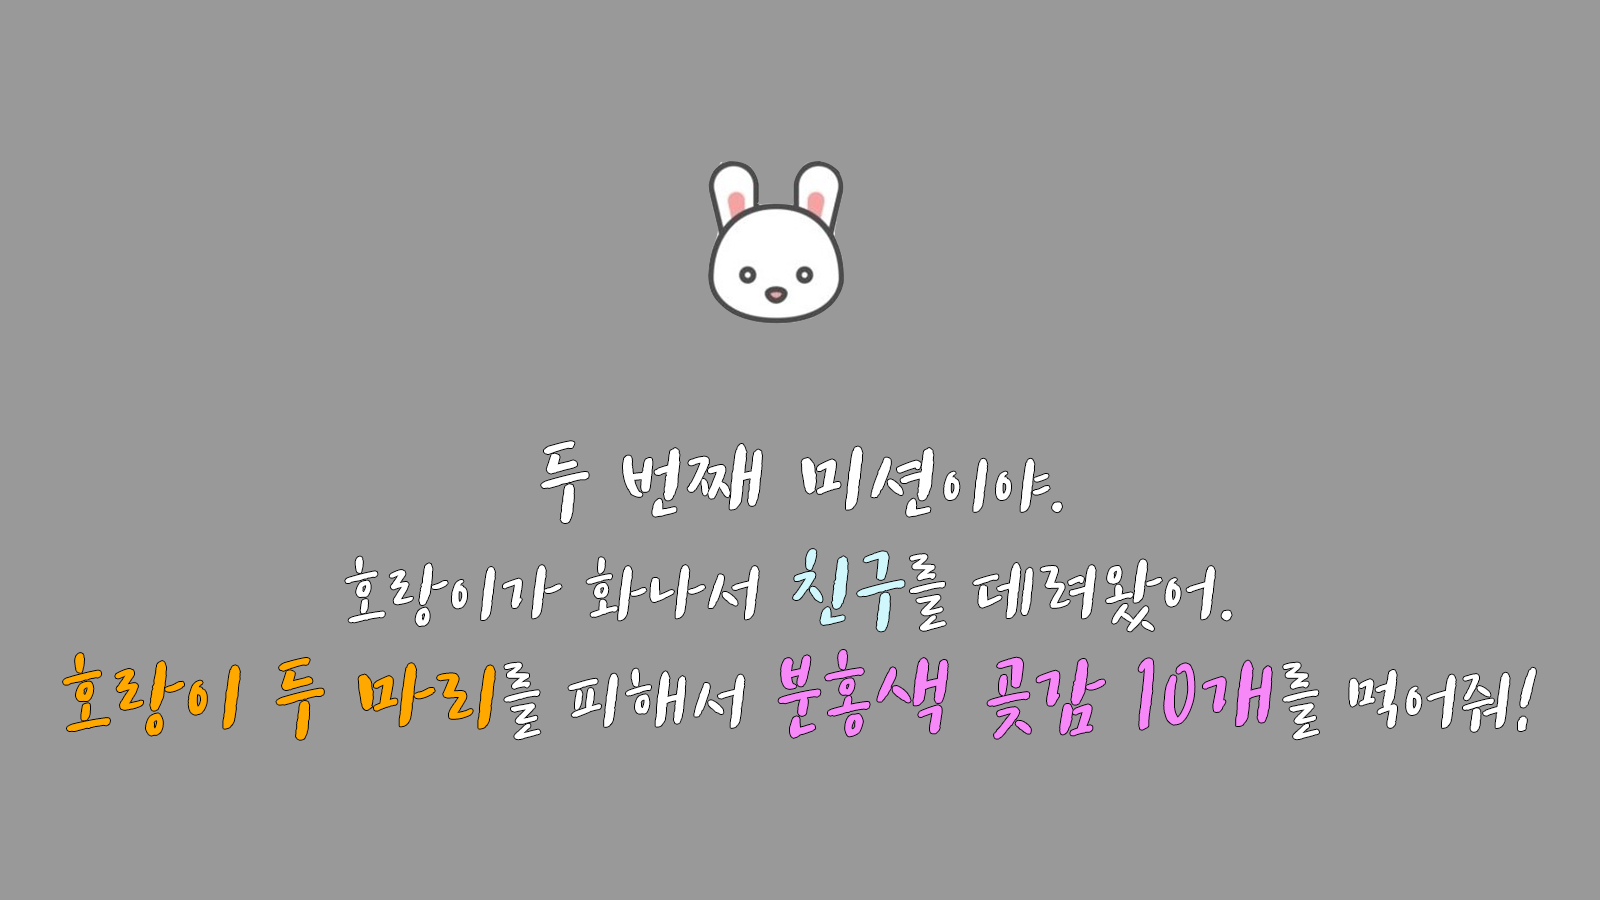 두 번째 미션이야.
호랑이가 화나서 친구를 데려왔어.
호랑이 두 마리를 피해서 분홍색 곶감 10개를 먹어줘!